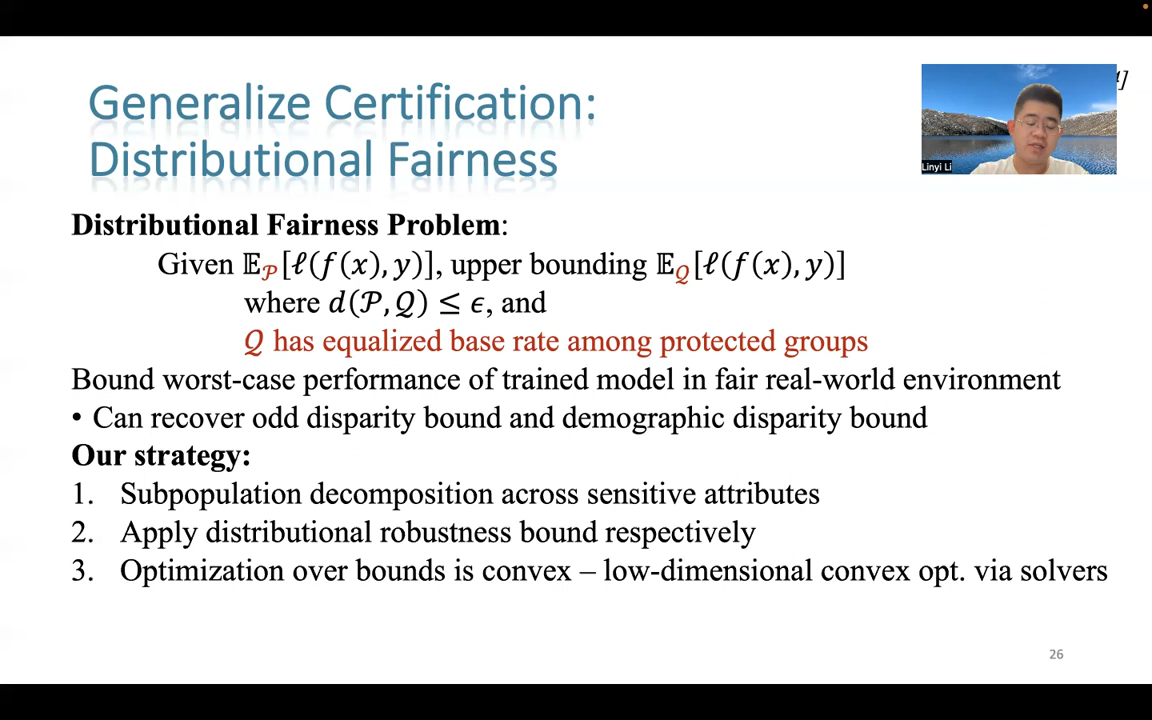 Generalize Certification:
Distributional Fairness
Linyi Li
Distributional Fairness Problem:
Given 𝔼_𝒫[ℓ(f(x), y)], upper bounding 𝔼_𝒬[ℓ(f(x), y)]
where d(𝒫, 𝒬) ≤ ϵ, and
𝒬 has equalized base rate among protected groups
Bound worst-case performance of trained model in fair real-world environment
• Can recover odd disparity bound and demographic disparity bound
Our strategy:
1. Subpopulation decomposition across sensitive attributes
2. Apply distributional robustness bound respectively
3. Optimization over bounds is convex – low-dimensional convex opt. via solvers
26